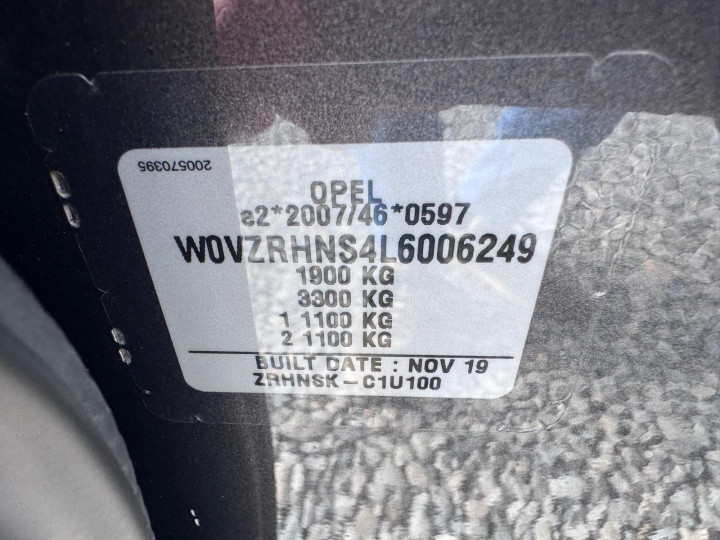 200570395
OPEL
e2*2007/46*0597
W0VZRHNS4L6006249
1900 KG
3300 KG
1 1100 KG
2 1100 KG
BUILT DATE : NOV 19
ZRHNSK-C1U100